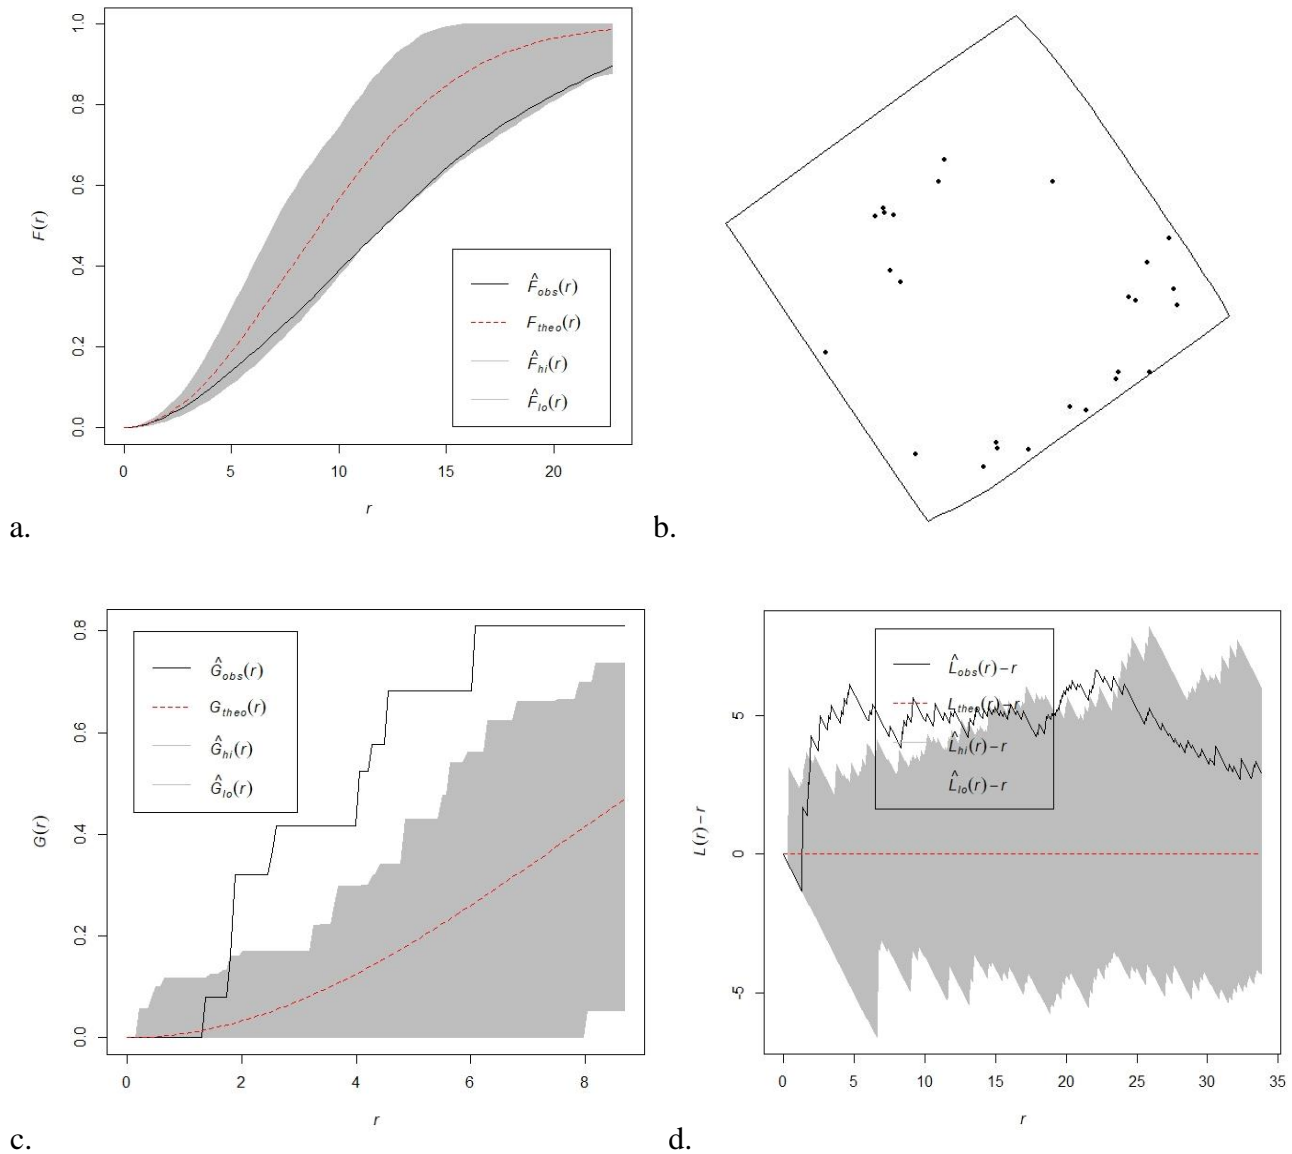 1.0
0.8
0.6
0.4
0.2
0.0
F(r)
F̂obs(r)
Ftheo(r)
F̂hi(r)
F̂lo(r)
0 5 10 15 20
r
a.
b.
0.8
0.6
0.4
0.2
0.0
G(r)
Ĝobs(r)
Gtheo(r)
Ĝhi(r)
Ĝlo(r)
0 2 4 6 8
r
c.
5
0
-5
L(r) – r
L̂obs(r) – r
Ltheo(r) – r
L̂hi(r) – r
L̂lo(r) – r
0 5 10 15 20 25 30 35
r
d.